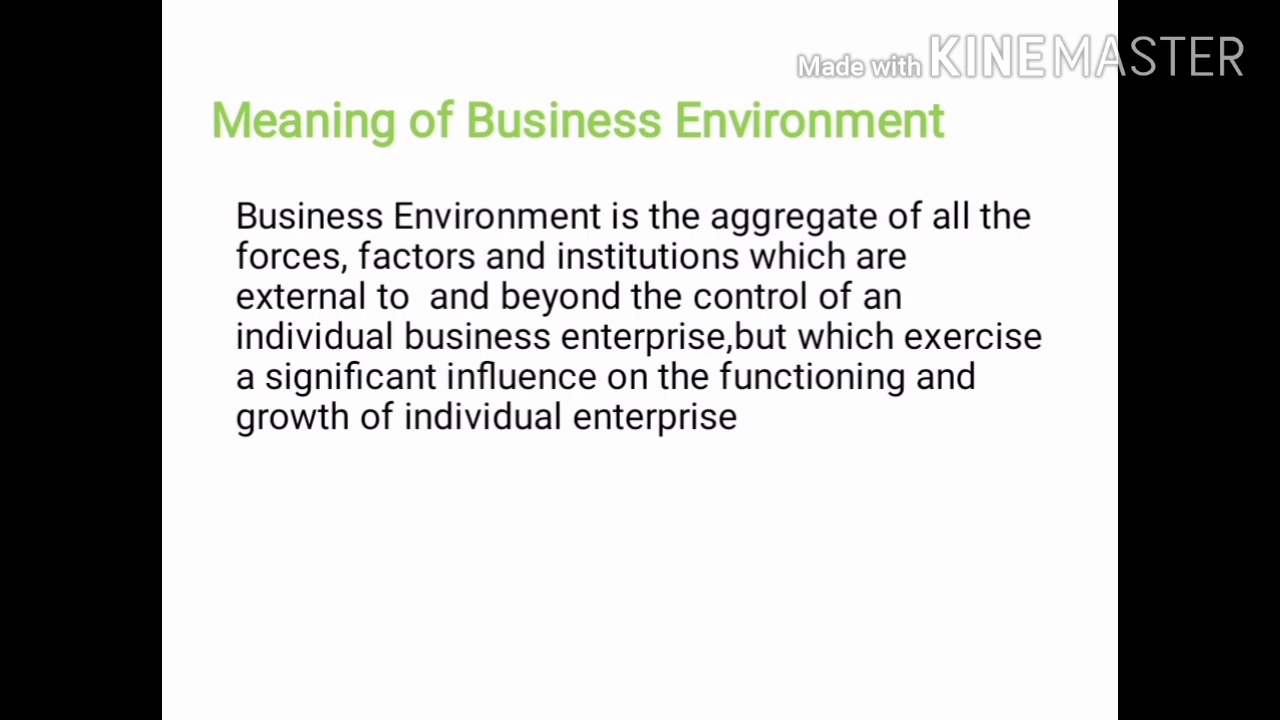 Made with KINEMASTER
Meaning of Business Environment
Business Environment is the aggregate of all the
forces, factors and institutions which are
external to  and beyond the control of an
individual business enterprise,but which exercise
a significant influence on the functioning and
growth of individual enterprise